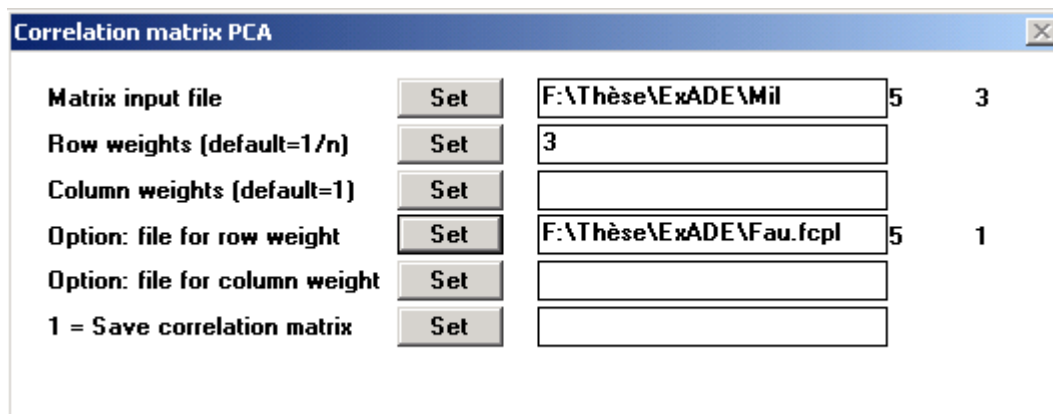 Correlation matrix PCA
Matrix input file Set F:\Thèse\ExADE\Mil 5 3
Row weights (default=1/n) Set 3
Column weights (default=1) Set
Option: file for row weight Set F:\Thèse\ExADE\Fau.fcpl 5 1
Option: file for column weight Set
1 = Save correlation matrix Set